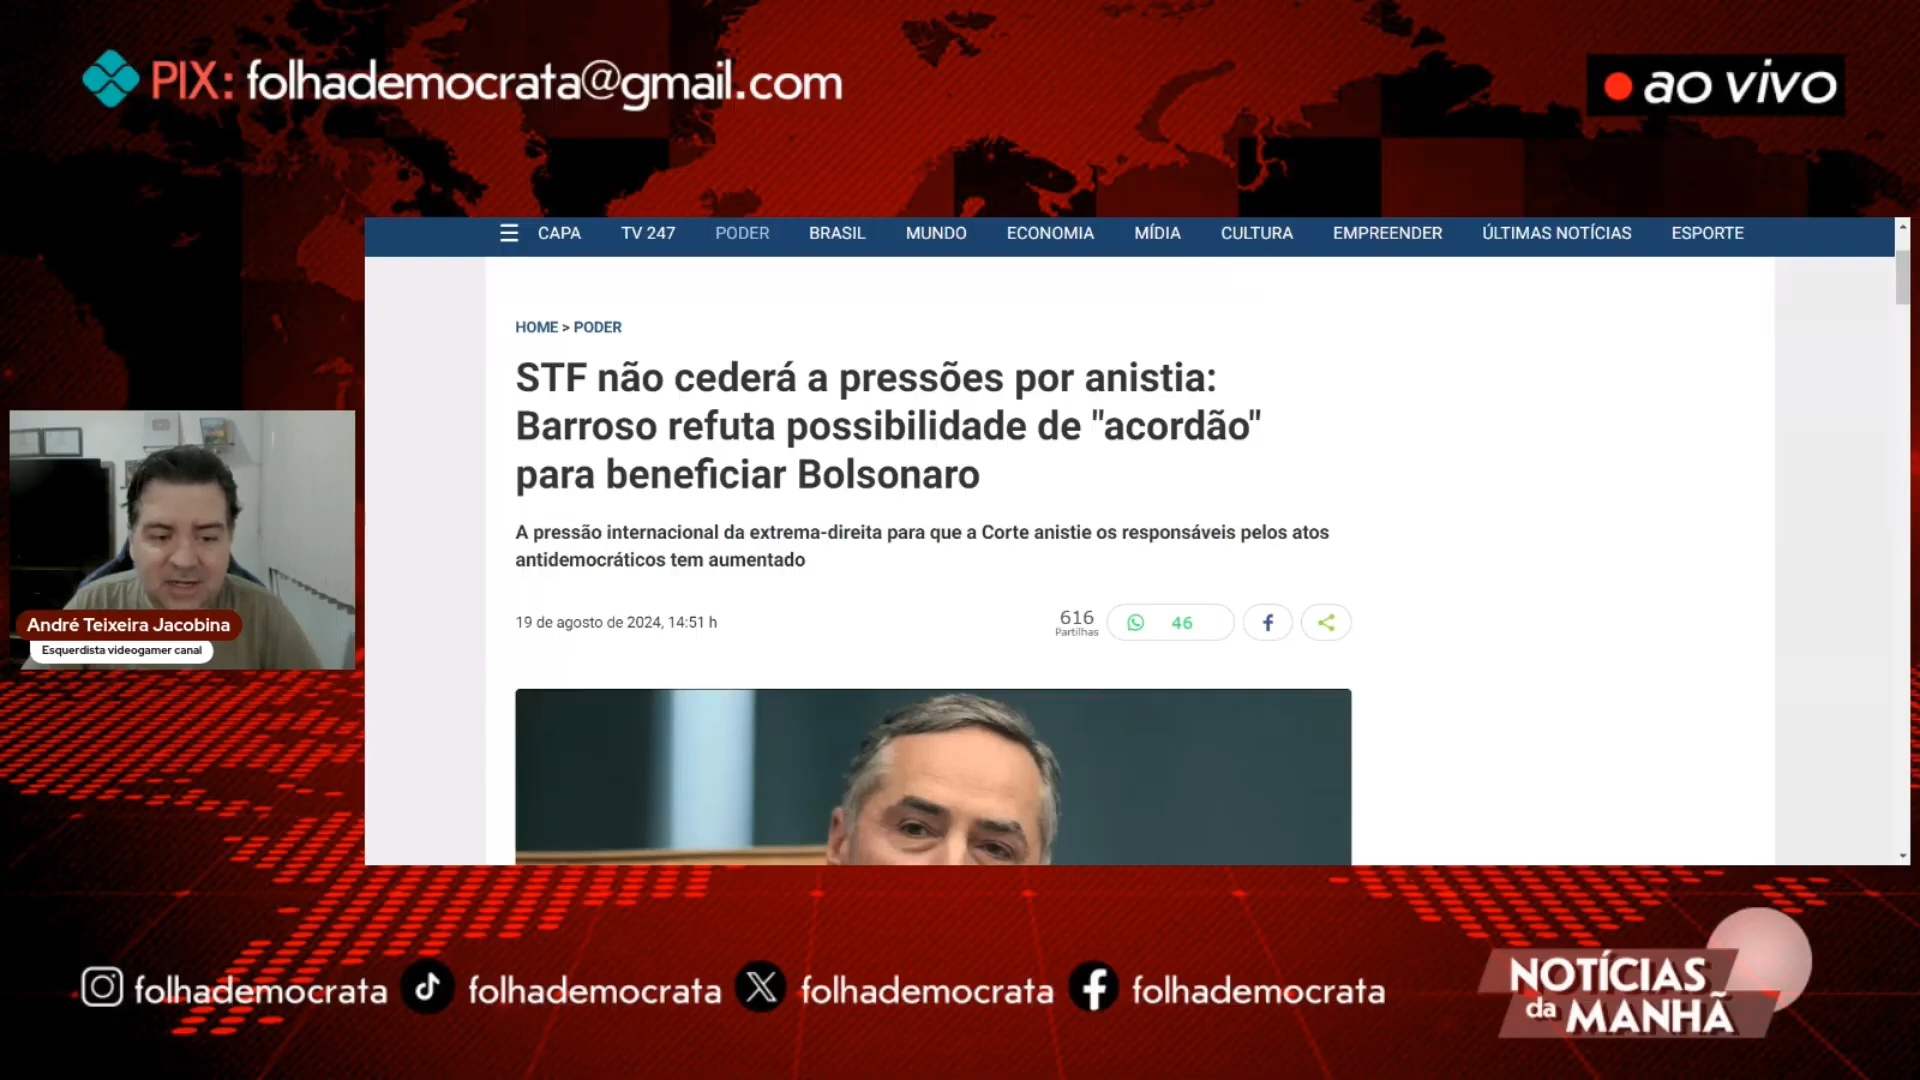 PIX: folhademocrata@gmail.com
ao vivo
CAPA TV 247 PODER BRASIL MUNDO ECONOMIA MÍDIA CULTURA EMPREENDER ÚLTIMAS NOTÍCIAS ESPORTE
HOME > PODER
STF não cederá a pressões por anistia:
Barroso refuta possibilidade de "acordão"
para beneficiar Bolsonaro
A pressão internacional da extrema-direita para que a Corte anistie os responsáveis pelos atos
antidemocráticos tem aumentado
19 de agosto de 2024, 14:51 h
616
Partilhas
46
André Teixeira Jacobina
Esquerdista videogamer canal
folhademocrata folhademocrata folhademocrata folhademocrata
NOTÍCIAS
da MANHÃ